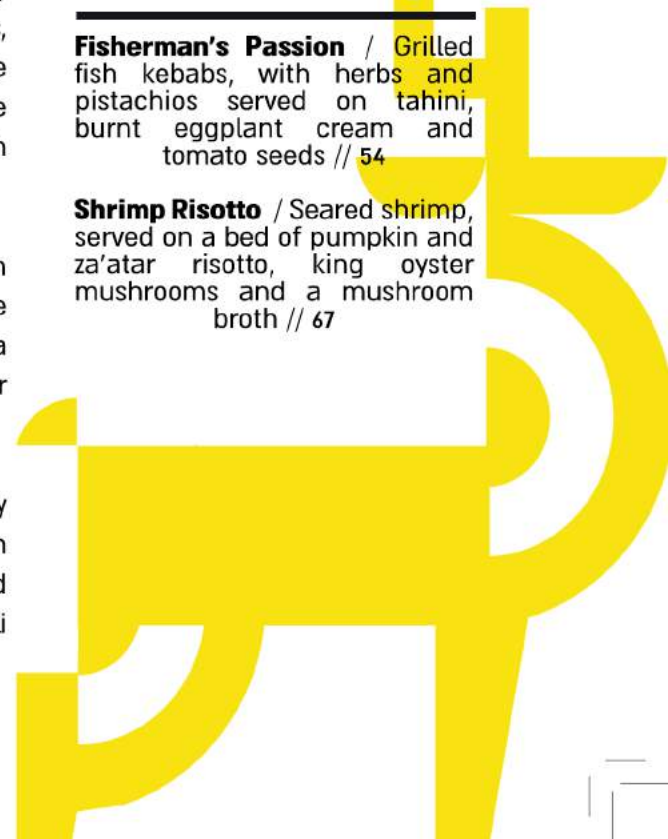 Fisherman's Passion / Grilled
fish kebabs, with herbs and
pistachios served on tahini,
burnt eggplant cream and
tomato seeds // 54
Shrimp Risotto / Seared shrimp,
served on a bed of pumpkin and
za'atar risotto, king oyster
mushrooms and a mushroom
broth // 67